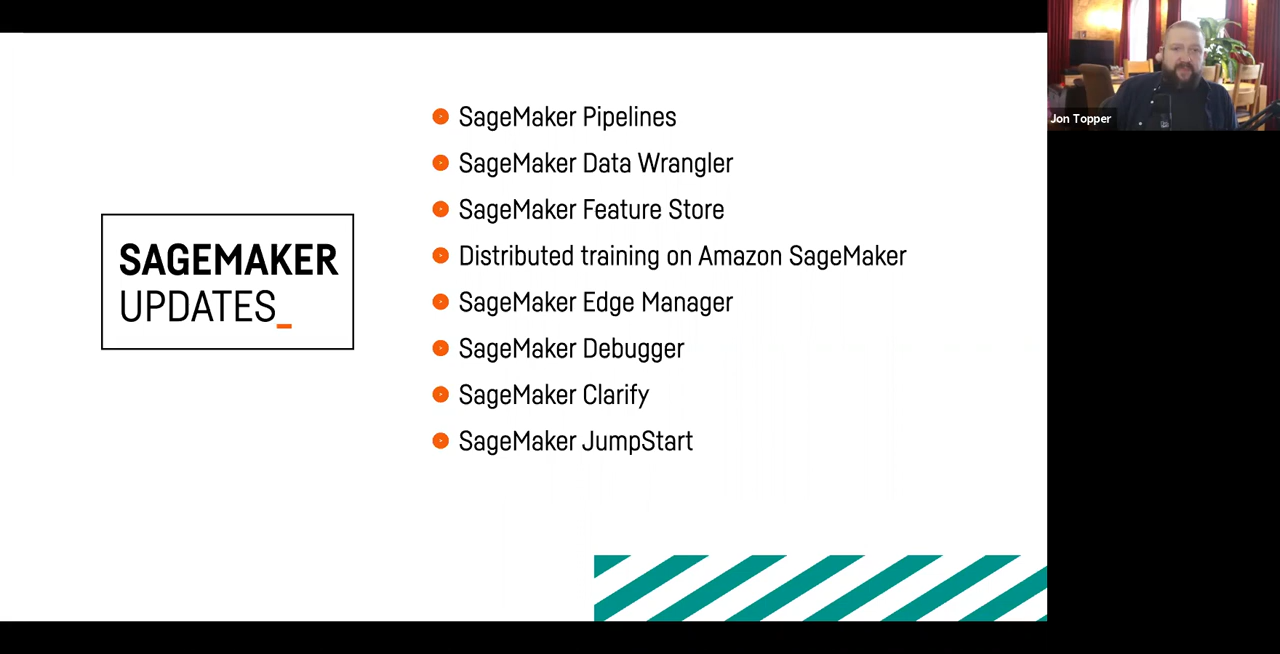 SAGEMAKER
UPDATES_
SageMaker Pipelines
SageMaker Data Wrangler
SageMaker Feature Store
Distributed training on Amazon SageMaker
SageMaker Edge Manager
SageMaker Debugger
SageMaker Clarify
SageMaker JumpStart
Jon Topper